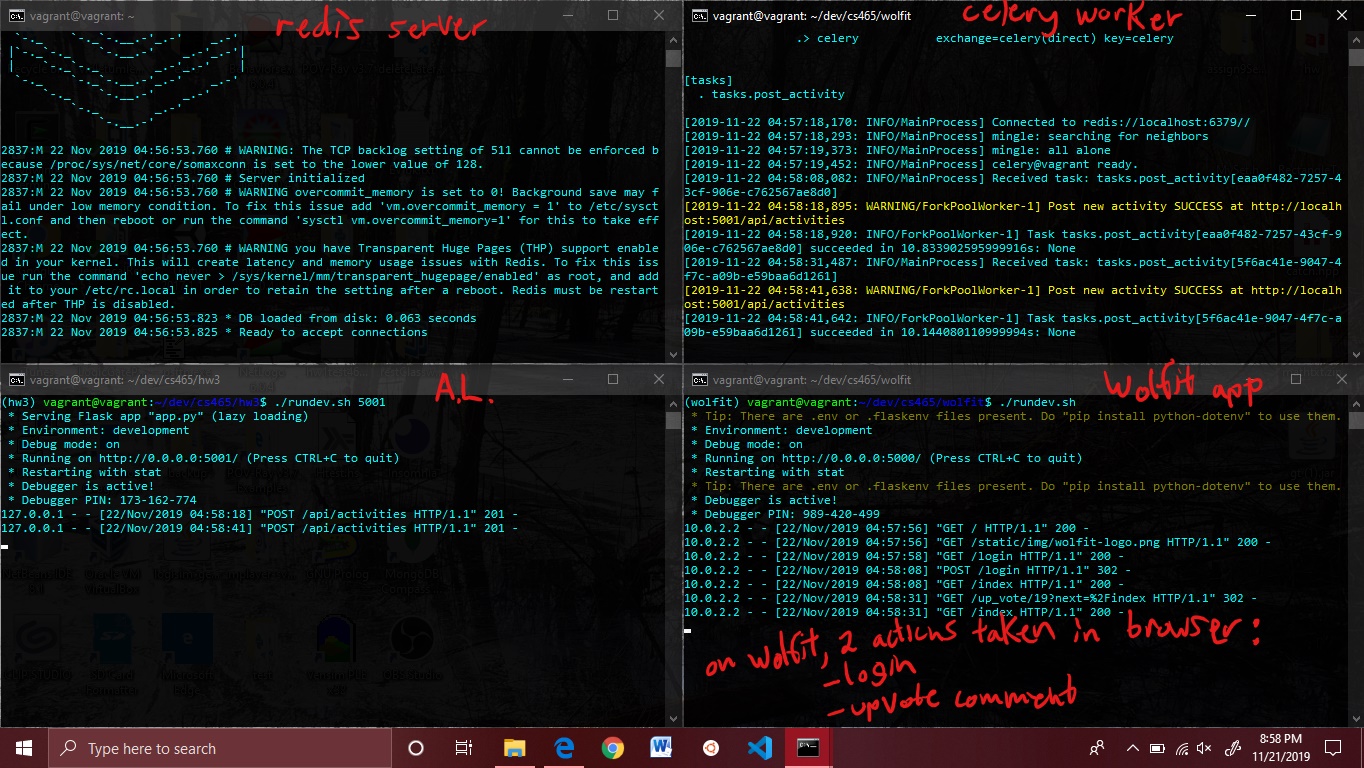 vagrant@vagrant: ~
redis server
2837:M 22 Nov 2019 04:56:53.760 # WARNING: The TCP backlog setting of 511 cannot be enforced b
ecause /proc/sys/net/core/somaxconn is set to the lower value of 128.
2837:M 22 Nov 2019 04:56:53.760 # Server initialized
2837:M 22 Nov 2019 04:56:53.760 # WARNING overcommit_memory is set to 0! Background save may f
ail under low memory condition. To fix this issue add 'vm.overcommit_memory = 1' to /etc/sysct
l.conf and then reboot or run the command 'sysctl vm.overcommit_memory=1' for this to take eff
ect.
2837:M 22 Nov 2019 04:56:53.760 # WARNING you have Transparent Huge Pages (THP) support enable
d in your kernel. This will create latency and memory usage issues with Redis. To fix this iss
ue run the command 'echo never > /sys/kernel/mm/transparent_hugepage/enabled' as root, and add
 it to your /etc/rc.local in order to retain the setting after a reboot. Redis must be restart
ed after THP is disabled.
2837:M 22 Nov 2019 04:56:53.823 * DB loaded from disk: 0.063 seconds
2837:M 22 Nov 2019 04:56:53.825 * Ready to accept connections
vagrant@vagrant: ~/dev/cs465/wolfit
celery worker
.> celery exchange=celery(direct) key=celery
[tasks]
. tasks.post_activity
[2019-11-22 04:57:18,170: INFO/MainProcess] Connected to redis://localhost:6379//
[2019-11-22 04:57:18,293: INFO/MainProcess] mingle: searching for neighbors
[2019-11-22 04:57:19,373: INFO/MainProcess] mingle: all alone
[2019-11-22 04:57:19,452: INFO/MainProcess] celery@vagrant ready.
[2019-11-22 04:58:08,082: INFO/MainProcess] Received task: tasks.post_activity[eaa0f482-7257-4
3cf-906e-c762567ae8d0]
[2019-11-22 04:58:18,895: WARNING/ForkPoolWorker-1] Post new activity SUCCESS at http://localh
ost:5001/api/activities
[2019-11-22 04:58:18,920: INFO/ForkPoolWorker-1] Task tasks.post_activity[eaa0f482-7257-43cf-9
06e-c762567ae8d0] succeeded in 10.833902595999916s: None
[2019-11-22 04:58:31,487: INFO/MainProcess] Received task: tasks.post_activity[5f6ac41e-9047-4
f7c-a09b-e59baa6d1261]
[2019-11-22 04:58:41,638: WARNING/ForkPoolWorker-1] Post new activity SUCCESS at http://localh
ost:5001/api/activities
[2019-11-22 04:58:41,642: INFO/ForkPoolWorker-1] Task tasks.post_activity[5f6ac41e-9047-4f7c-a
09b-e59baa6d1261] succeeded in 10.144080110999994s: None
vagrant@vagrant: ~/dev/cs465/hw3
A.L.
(hw3) vagrant@vagrant:~/dev/cs465/hw3$ ./rundev.sh 5001
* Serving Flask app "app.py" (lazy loading)
* Environment: development
* Debug mode: on
* Running on http://0.0.0.0:5001/ (Press CTRL+C to quit)
* Restarting with stat
* Debugger is active!
* Debugger PIN: 173-162-774
127.0.0.1 - - [22/Nov/2019 04:58:18] "POST /api/activities HTTP/1.1" 201 -
127.0.0.1 - - [22/Nov/2019 04:58:41] "POST /api/activities HTTP/1.1" 201 -
vagrant@vagrant: ~/dev/cs465/wolfit
Wolfit app
(wolfit) vagrant@vagrant:~/dev/cs465/wolfit$ ./rundev.sh
* Tip: There are .env or .flaskenv files present. Do "pip install python-dotenv" to use them.
* Environment: development
* Debug mode: on
* Running on http://0.0.0.0:5000/ (Press CTRL+C to quit)
* Restarting with stat
* Tip: There are .env or .flaskenv files present. Do "pip install python-dotenv" to use them.
* Debugger is active!
* Debugger PIN: 989-420-499
10.0.2.2 - - [22/Nov/2019 04:57:56] "GET / HTTP/1.1" 200 -
10.0.2.2 - - [22/Nov/2019 04:57:56] "GET /static/img/wolfit-logo.png HTTP/1.1" 200 -
10.0.2.2 - - [22/Nov/2019 04:57:58] "GET /login HTTP/1.1" 200 -
10.0.2.2 - - [22/Nov/2019 04:58:08] "POST /login HTTP/1.1" 302 -
10.0.2.2 - - [22/Nov/2019 04:58:08] "GET /index HTTP/1.1" 200 -
10.0.2.2 - - [22/Nov/2019 04:58:31] "GET /up_vote/19?next=%2Findex HTTP/1.1" 302 -
10.0.2.2 - - [22/Nov/2019 04:58:31] "GET /index HTTP/1.1" 200 -
on wolfit, 2 actions taken in browser:
-login
-upvote comment
Type here to search
8:58 PM
11/21/2019